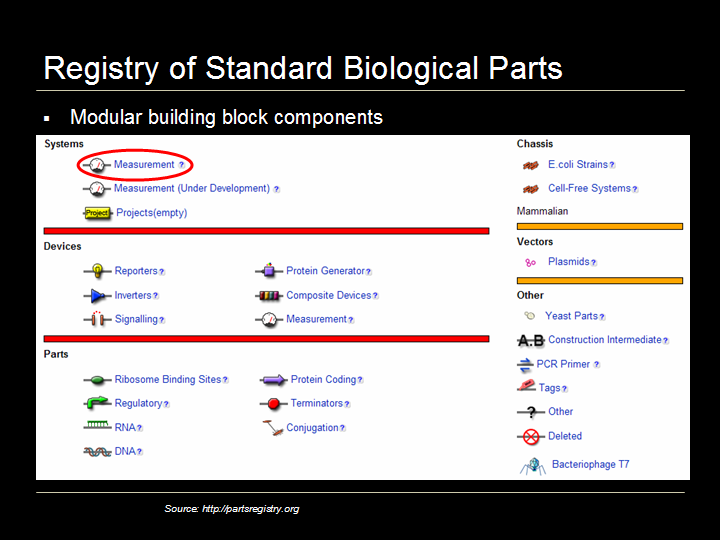 Registry of Standard Biological Parts
▪ Modular building block components
Systems
Measurement ?
Measurement (Under Development) ?
Project Projects(empty)
Devices
Reporters ? Protein Generator ?
Inverters ? Composite Devices ?
Signalling ? Measurement ?
Parts
Ribosome Binding Sites ? Protein Coding ?
Regulatory ? Terminators ?
RNA ? Conjugation ?
DNA ?
Chassis
E.coli Strains ?
Cell-Free Systems ?
Mammalian
Vectors
Plasmids ?
Other
Yeast Parts ?
A.B Construction Intermediate ?
PCR Primer ?
Tags ?
? Other
Deleted
Bacteriophage T7
Source: http://partsregistry.org